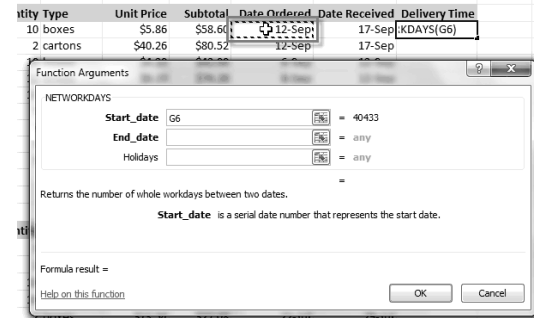 ntity Type Unit Price Subtotal Date Ordered Date Received Delivery Time
10 boxes $5.86 $58.60 12-Sep 17-Sep :KDAYS(G6)
2 cartons $40.26 $80.52 12-Sep 17-Sep
Function Arguments
NETWORKDAYS
Start_date G6 = 40433
End_date = any
Holidays = any
=
Returns the number of whole workdays between two dates.
Start_date is a serial date number that represents the start date.
Formula result =
Help on this function OK Cancel